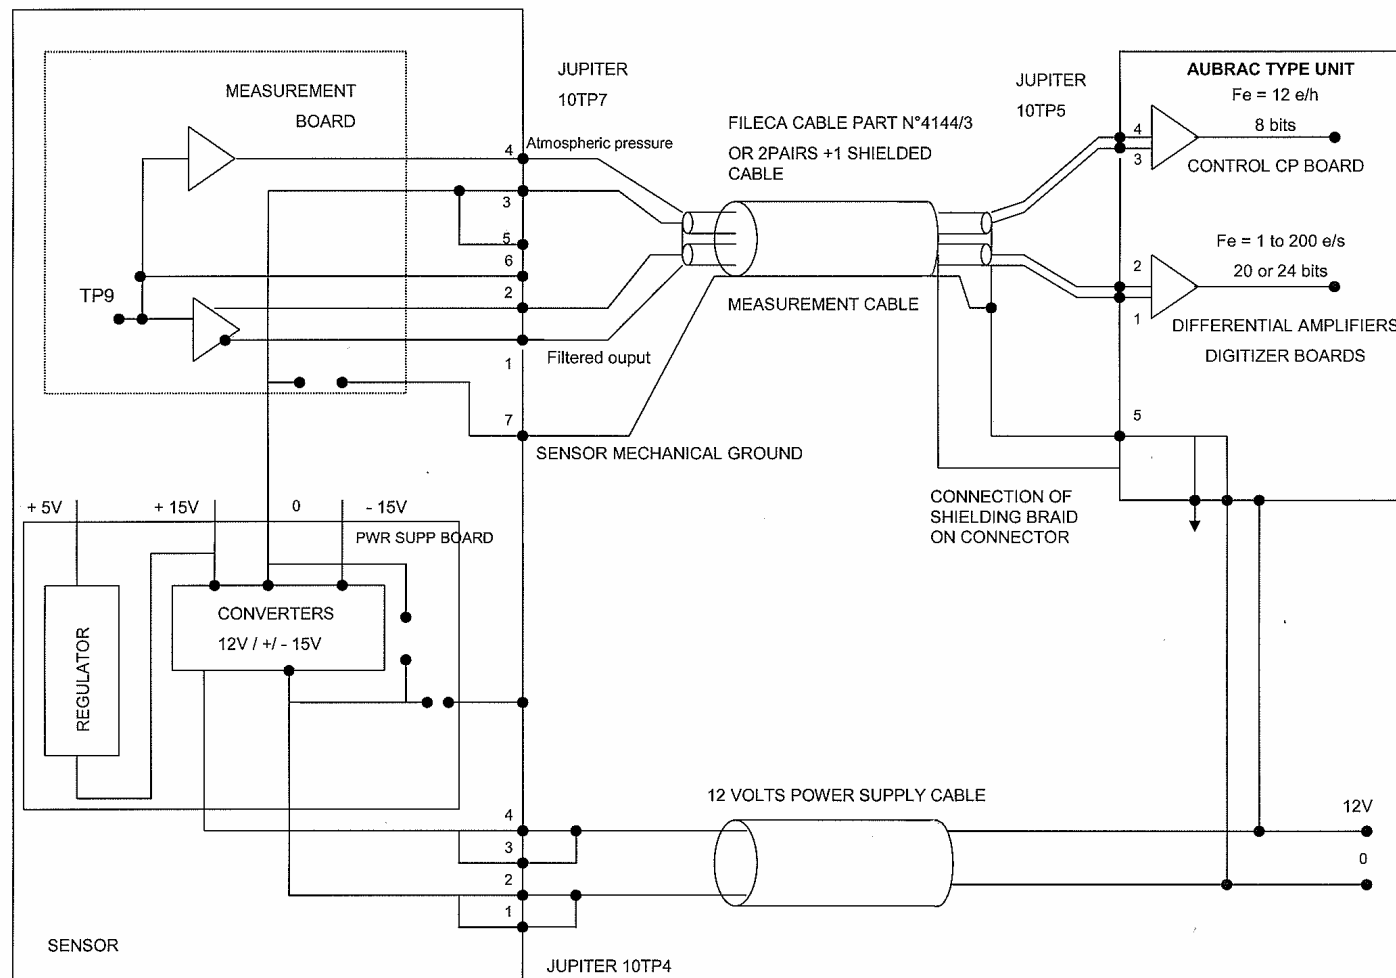 MEASUREMENT
BOARD
JUPITER
10TP7
Atmospheric pressure
4
3
5
6
2
1
7
TP9
Filtered ouput
SENSOR MECHANICAL GROUND
FILECA CABLE PART N°4144/3
OR 2PAIRS +1 SHIELDED
CABLE
MEASUREMENT CABLE
JUPITER
10TP5
AUBRAC TYPE UNIT
Fe = 12 e/h
8 bits
4
3
CONTROL CP BOARD
Fe = 1 to 200 e/s
20 or 24 bits
2
1
DIFFERENTIAL AMPLIFIERS
DIGITIZER BOARDS
5
CONNECTION OF
SHIELDING BRAID
ON CONNECTOR
+ 5V
+ 15V
0
- 15V
PWR SUPP BOARD
REGULATOR
CONVERTERS
12V / +/ - 15V
12 VOLTS POWER SUPPLY CABLE
4
3
2
1
12V
0
SENSOR
JUPITER 10TP4